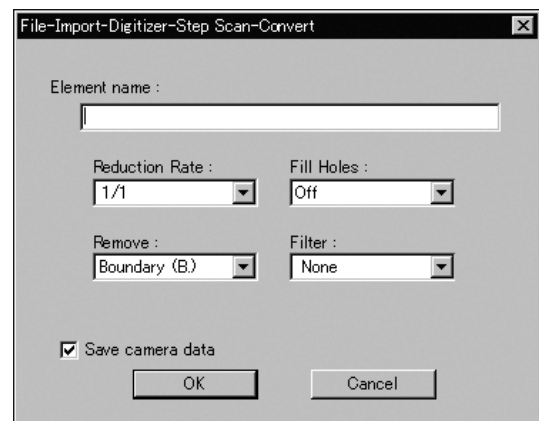 File-Import-Digitizer-Step Scan-Convert
Element name :
Reduction Rate :
Fill Holes :
1/1
Off
Remove :
Filter :
Boundary (B.)
None
Save camera data
OK
Cancel